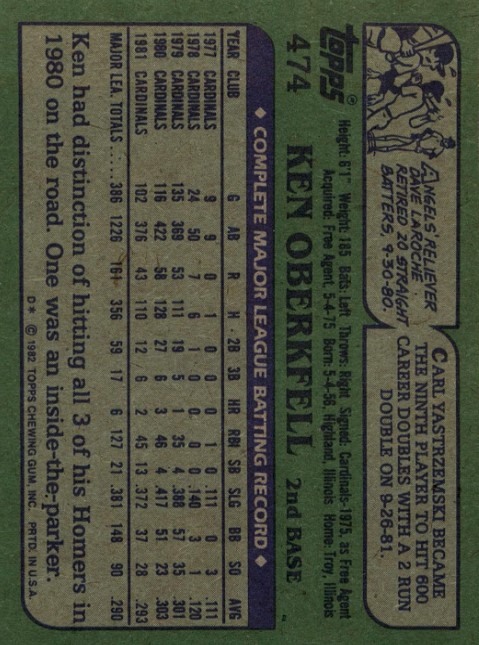 ANGELS' RELIEVER
DAVE LAROCHE
RETIRED 20 STRAIGHT
BATTERS, 9-30-80.
CARL YASTRZEMSKI BECAME
THE NINTH PLAYER TO HIT 600
CAREER DOUBLES WITH A 2 RUN
DOUBLE ON 9-26-81.
TOPPS®
Height: 6'1" Weight: 185 Bats: Left Throws: Right Signed: Cardinals-1975, as Free Agent
Acquired: Free Agent, 5-4-75 Born: 5-4-56, Highland, Illinois Home: Troy, Illinois
474 KEN OBERKFELL 2nd BASE
◆ COMPLETE MAJOR LEAGUE BATTING RECORD ◆
YEAR CLUB G AB R H 2B 3B HR RBI SB SLG BB SO AVG
1977 CARDINALS 9 9 0 1 0 0 0 1 0 .111 0 3 .111
1978 CARDINALS 24 50 7 6 1 0 0 0 0 .140 3 1 .120
1979 CARDINALS 135 369 53 111 19 5 1 35 4 .388 57 35 .301
1980 CARDINALS 116 422 58 128 27 6 3 46 4 .417 51 23 .303
1981 CARDINALS 102 376 43 110 12 6 2 45 13 .372 37 28 .293
MAJOR LEA. TOTALS ..... 386 1226 161 356 59 17 6 127 21 .381 148 90 .290
Ken had distinction of hitting all 3 of his Homers in
1980 on the road. One was an inside-the-parker.
D* © 1982 TOPPS CHEWING GUM, INC. PRTD. IN U.S.A.